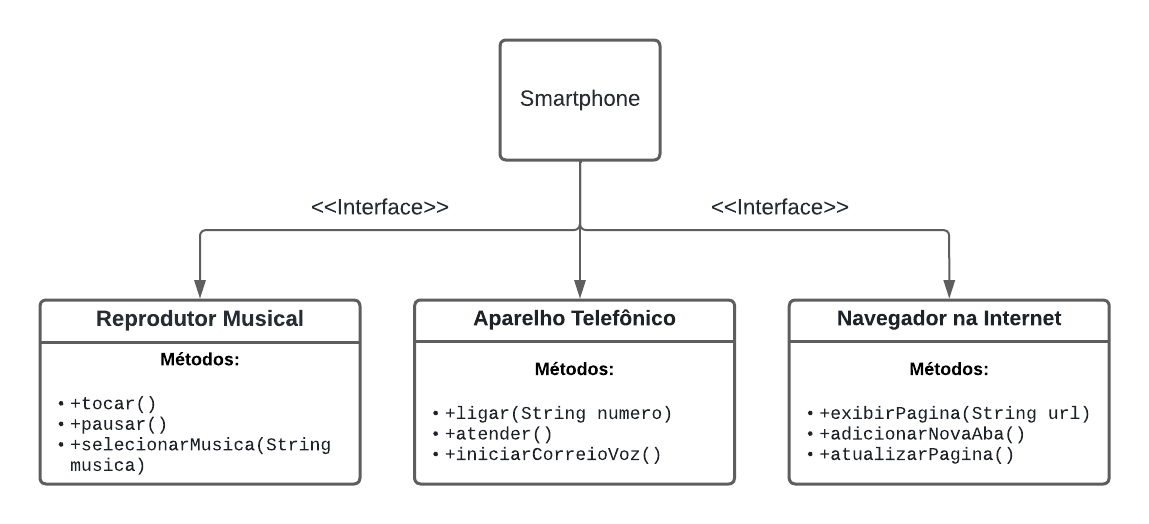 Smartphone
<<Interface>>
<<Interface>>
Reprodutor Musical
Métodos:
• +tocar()
• +pausar()
• +selecionarMusica(String
musica)
Aparelho Telefônico
Métodos:
• +ligar(String numero)
• +atender()
• +iniciarCorreioVoz()
Navegador na Internet
Métodos:
• +exibirPagina(String url)
• +adicionarNovaAba()
• +atualizarPagina()